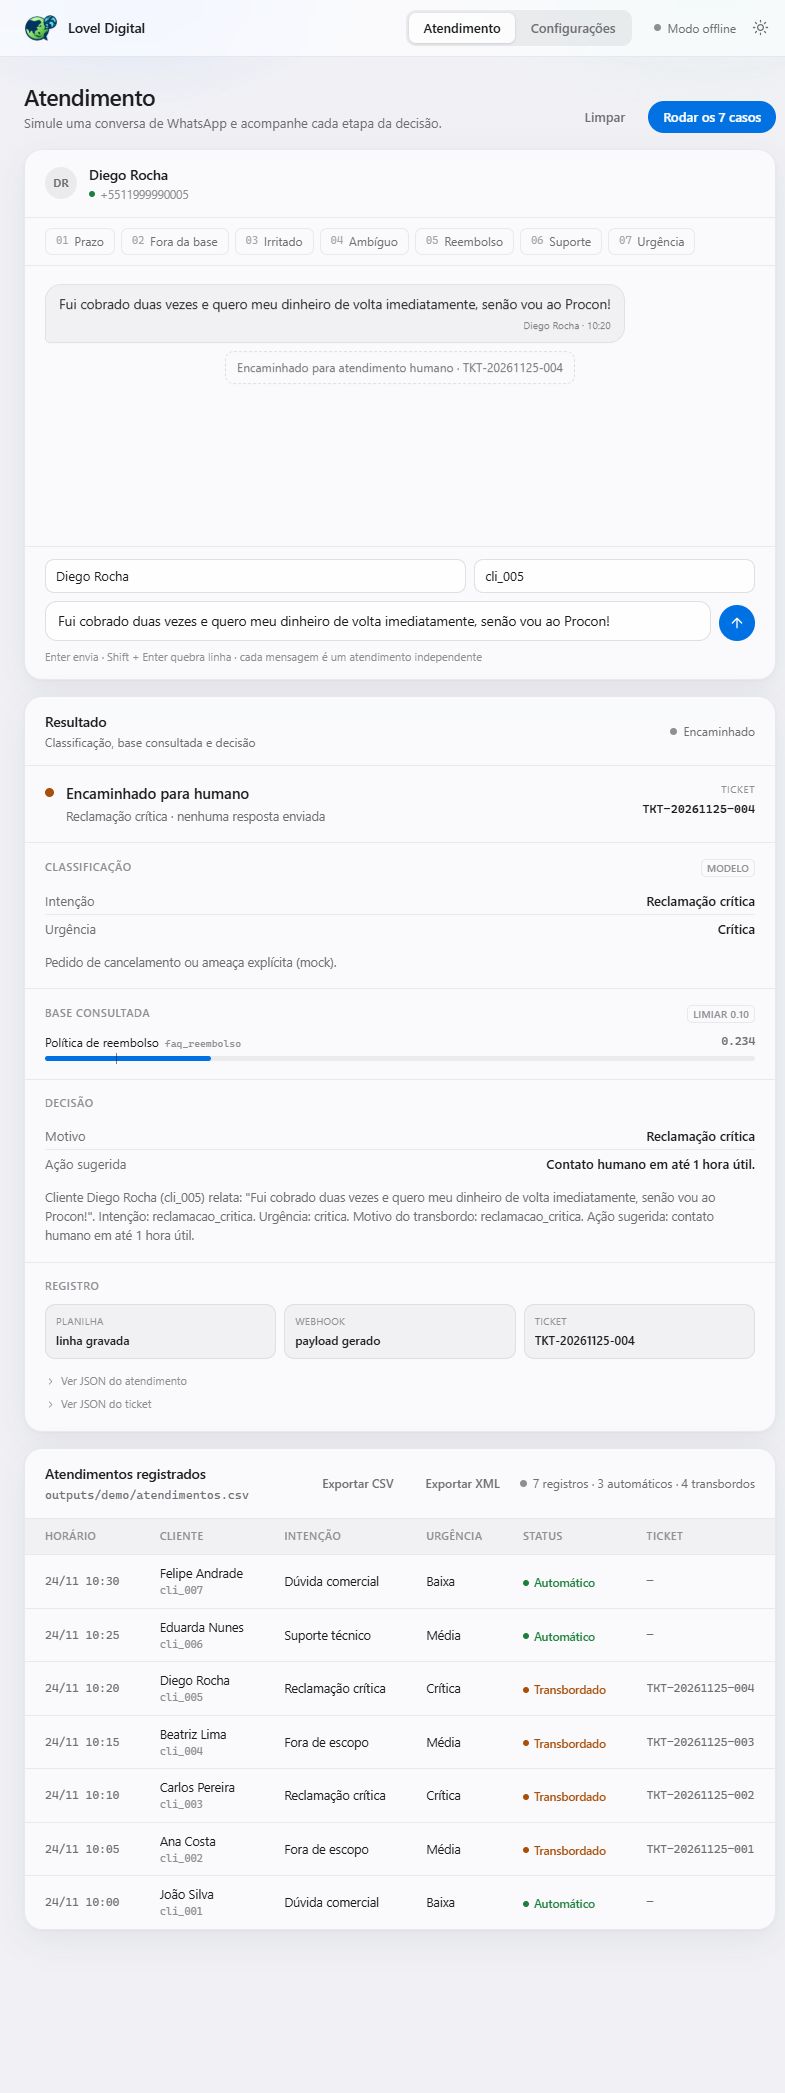 Lovel Digital
Atendimento
Configurações
Modo offline
Atendimento
Simule uma conversa de WhatsApp e acompanhe cada etapa da decisão.
Limpar
Rodar os 7 casos
DR
Diego Rocha
+5511999990005
01 Prazo
02 Fora da base
03 Irritado
04 Ambíguo
05 Reembolso
06 Suporte
07 Urgência
Fui cobrado duas vezes e quero meu dinheiro de volta imediatamente, senão vou ao Procon!
Diego Rocha · 10:20
Encaminhado para atendimento humano · TKT-20261125-004
Diego Rocha
cli_005
Fui cobrado duas vezes e quero meu dinheiro de volta imediatamente, senão vou ao Procon!
Enter envia · Shift + Enter quebra linha · cada mensagem é um atendimento independente
Resultado
Classificação, base consultada e decisão
Encaminhado
Encaminhado para humano
Reclamação crítica · nenhuma resposta enviada
TICKET
TKT-20261125-004
CLASSIFICAÇÃO
MODELO
Intenção
Reclamação crítica
Urgência
Crítica
Pedido de cancelamento ou ameaça explícita (mock).
BASE CONSULTADA
LIMIAR 0.10
Política de reembolso faq_reembolso
0.234
DECISÃO
Motivo
Reclamação crítica
Ação sugerida
Contato humano em até 1 hora útil.
Cliente Diego Rocha (cli_005) relata: "Fui cobrado duas vezes e quero meu dinheiro de volta imediatamente, senão vou ao
Procon!". Intenção: reclamacao_critica. Urgência: critica. Motivo do transbordo: reclamacao_critica. Ação sugerida: contato
humano em até 1 hora útil.
REGISTRO
PLANILHA
linha gravada
WEBHOOK
payload gerado
TICKET
TKT-20261125-004
Ver JSON do atendimento
Ver JSON do ticket
Atendimentos registrados
outputs/demo/atendimentos.csv
Exportar CSV
Exportar XML
7 registros · 3 automáticos · 4 transbordos
HORÁRIO CLIENTE INTENÇÃO URGÊNCIA STATUS TICKET
24/11 10:30 Felipe Andrade Dúvida comercial Baixa Automático —
cli_007
24/11 10:25 Eduarda Nunes Suporte técnico Média Automático —
cli_006
24/11 10:20 Diego Rocha Reclamação crítica Crítica Transbordado TKT-20261125-004
cli_005
24/11 10:15 Beatriz Lima Fora de escopo Média Transbordado TKT-20261125-003
cli_004
24/11 10:10 Carlos Pereira Reclamação crítica Crítica Transbordado TKT-20261125-002
cli_003
24/11 10:05 Ana Costa Fora de escopo Média Transbordado TKT-20261125-001
cli_002
24/11 10:00 João Silva Dúvida comercial Baixa Automático —
cli_001